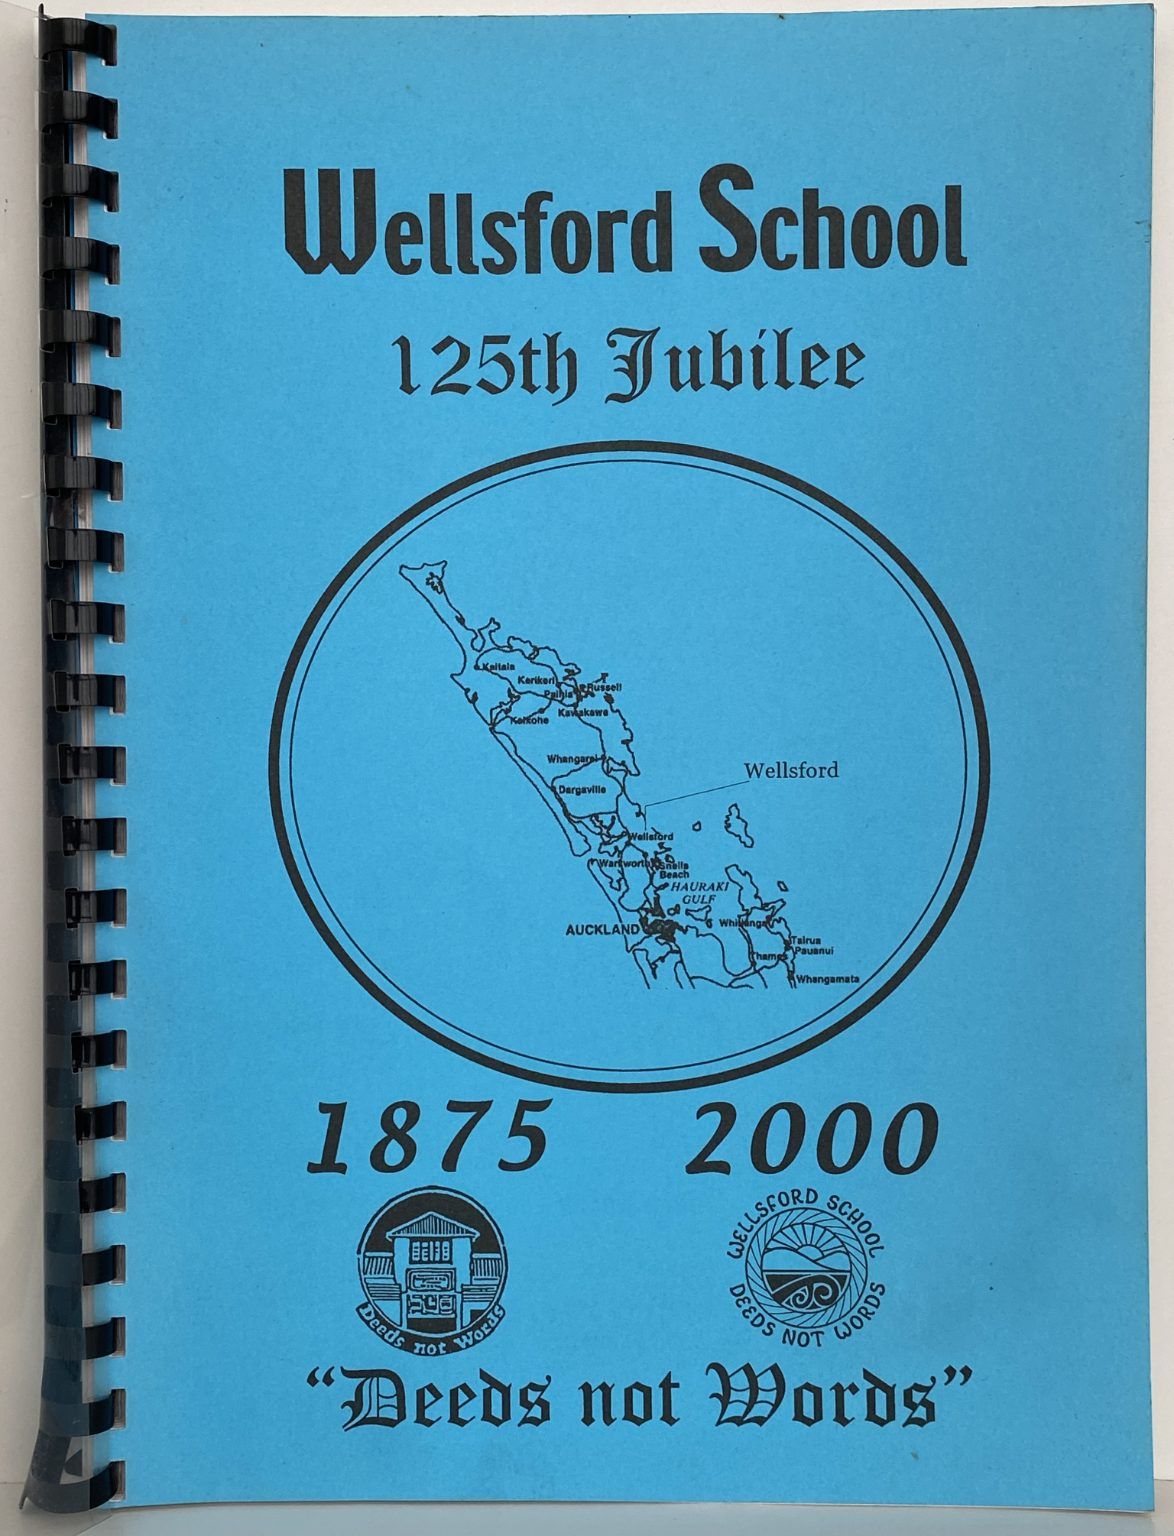 Wellsford School
125th Jubilee
Kaitaia
Kerikeri
Paihia
Russell
Kawakawa
Kaikohe
Whangarei
Dargaville
Wellsford
Wellsford
Warkworth
Snells
Beach
HAURAKI
GULF
AUCKLAND
Whitianga
Tairua
Pauanui
Thames
Whangamata
1875 2000
Deeds not Words
WELLSFORD SCHOOL
DEEDS NOT WORDS
“Deeds not Words”